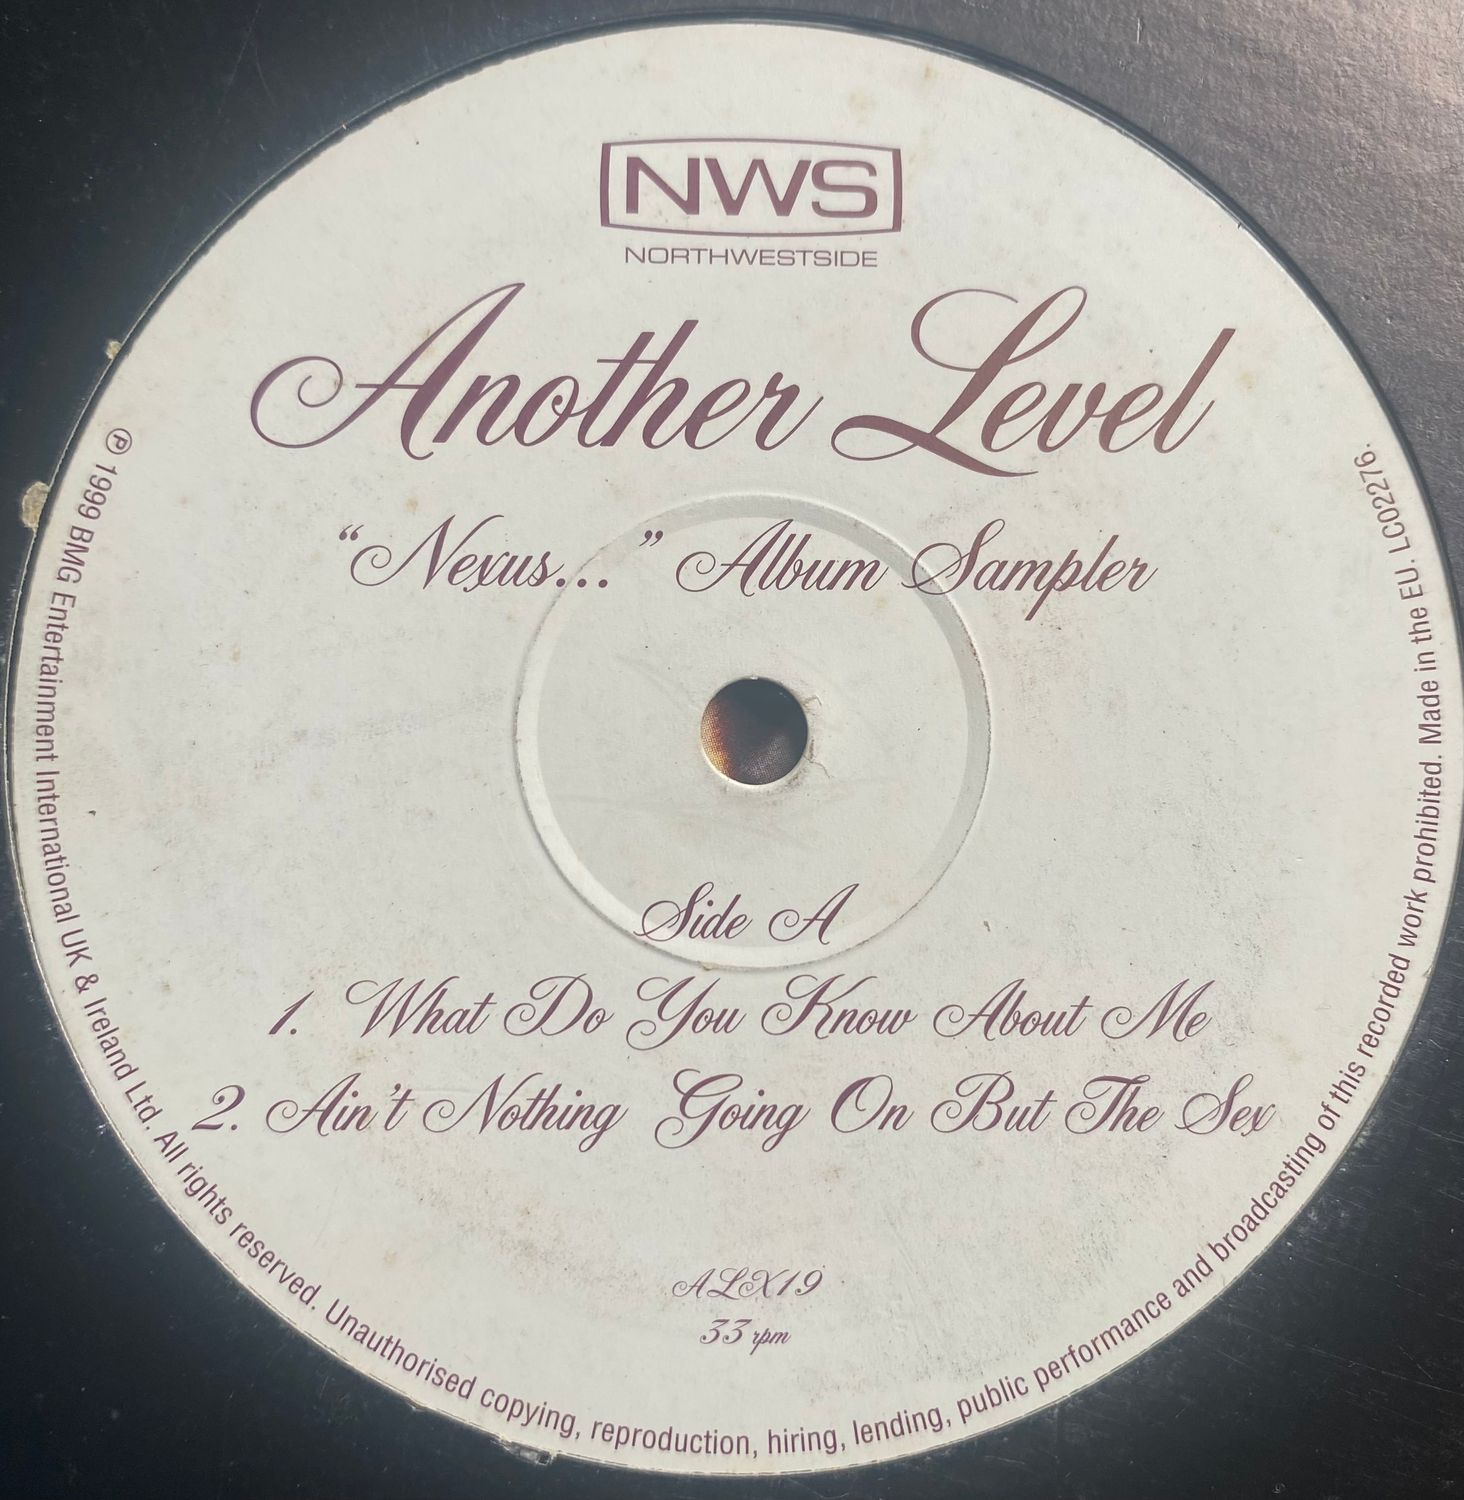 NWS
NORTHWESTSIDE
Another Level
“Nexus...” Album Sampler
Side A
1. What Do You Know About Me
2. Ain't Nothing Going On But The Sex
ALX19
33 rpm
℗ 1999 BMG Entertainment International UK & Ireland Ltd. All rights reserved. Unauthorised copying, reproduction, hiring, lending, public performance and broadcasting of this recorded work prohibited. Made in the EU. LC02276.